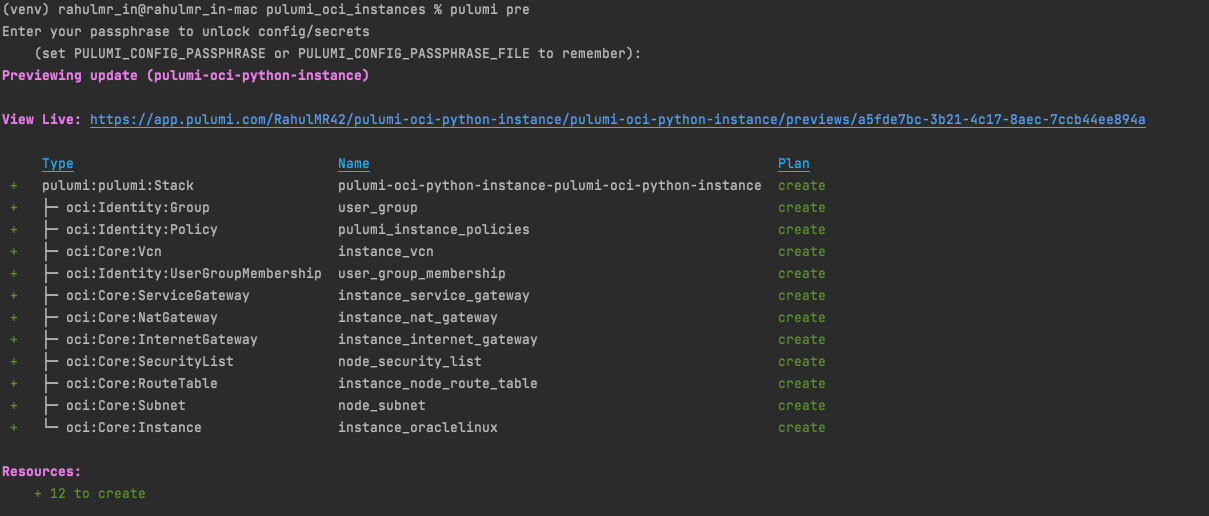 (venv) rahulmr_in@rahulmr_in-mac pulumi_oci_instances % pulumi pre
Enter your passphrase to unlock config/secrets
    (set PULUMI_CONFIG_PASSPHRASE or PULUMI_CONFIG_PASSPHRASE_FILE to remember):
Previewing update (pulumi-oci-python-instance)
View Live: https://app.pulumi.com/RahulMR42/pulumi-oci-python-instance/pulumi-oci-python-instance/previews/a5fde7bc-3b21-4c17-8aec-7ccb44ee894a
     Type                              Name                                                   Plan
 +   pulumi:pulumi:Stack               pulumi-oci-python-instance-pulumi-oci-python-instance  create
 +   ├─ oci:Identity:Group             user_group                                             create
 +   ├─ oci:Identity:Policy            pulumi_instance_policies                               create
 +   ├─ oci:Core:Vcn                   instance_vcn                                           create
 +   ├─ oci:Identity:UserGroupMembership  user_group_membership                               create
 +   ├─ oci:Core:ServiceGateway        instance_service_gateway                               create
 +   ├─ oci:Core:NatGateway            instance_nat_gateway                                   create
 +   ├─ oci:Core:InternetGateway       instance_internet_gateway                              create
 +   ├─ oci:Core:SecurityList          node_security_list                                     create
 +   ├─ oci:Core:RouteTable            instance_node_route_table                              create
 +   ├─ oci:Core:Subnet                node_subnet                                            create
 +   └─ oci:Core:Instance              instance_oraclelinux                                   create
Resources:
    + 12 to create